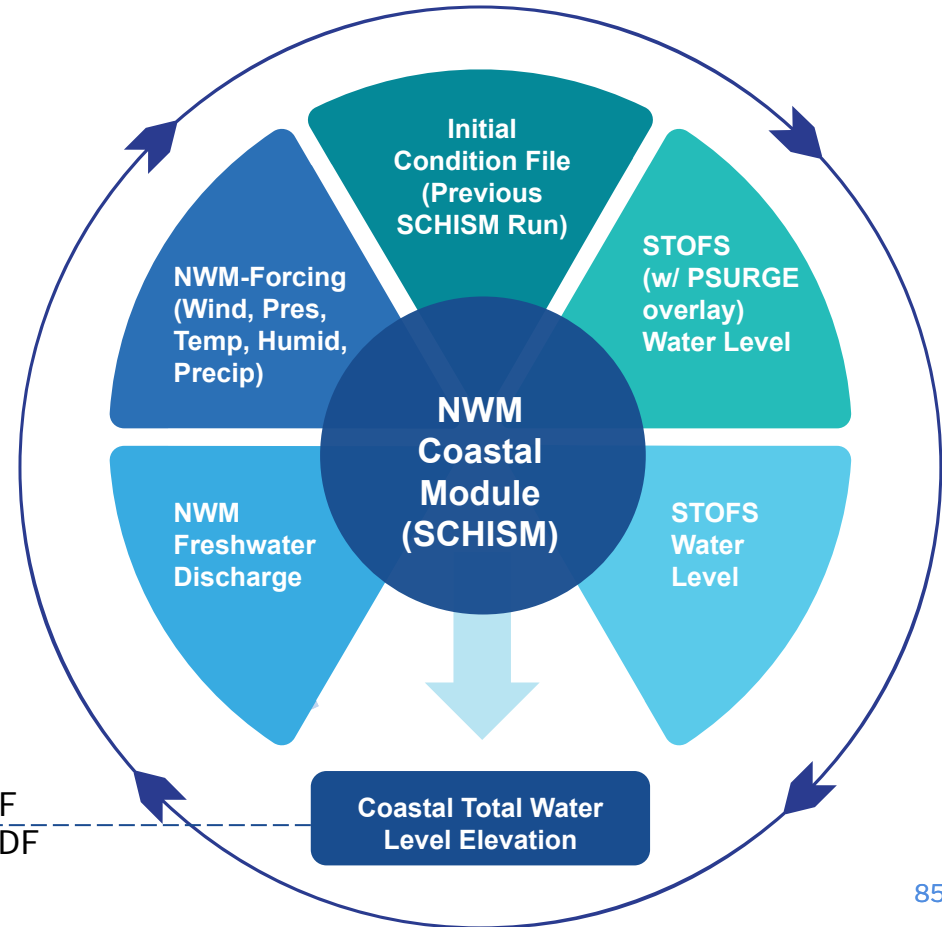 Initial
Condition File
(Previous
SCHISM Run)
STOFS
(w/ PSURGE
overlay)
Water Level
NWM-Forcing
(Wind, Pres,
Temp, Humid,
Precip)
NWM
Coastal
Module
(SCHISM)
NWM
Freshwater
Discharge
STOFS
Water
Level
F
DF
Coastal Total Water
Level Elevation
85